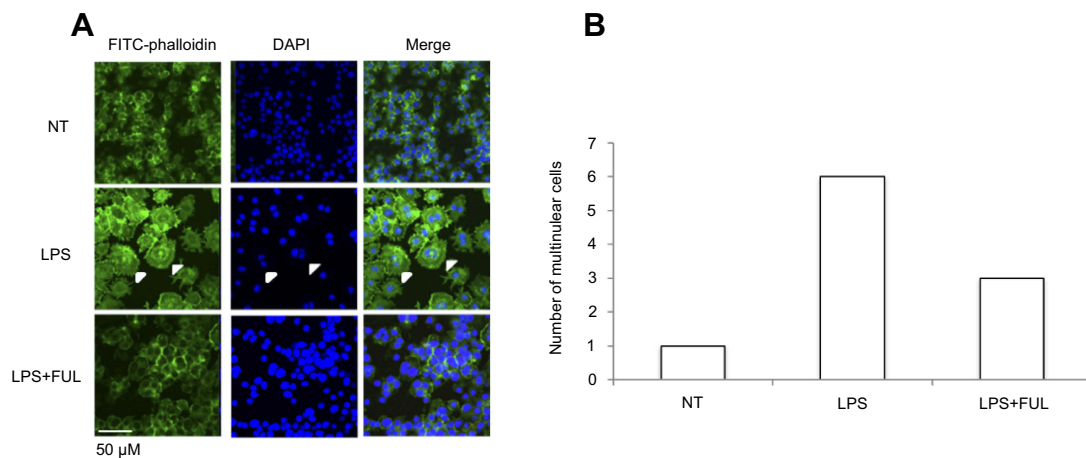 A
FITC-phalloidin DAPI Merge
NT
LPS
LPS+FUL
50 µM
B
Number of multinuclear cells
7
6
5
4
3
2
1
0
NT LPS LPS+FUL